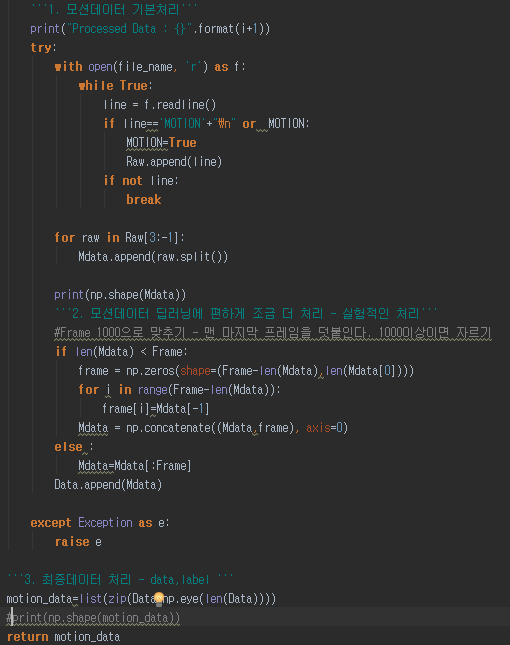 '''1. 모션데이터 기본처리'''
print("Processed Data : {}".format(i+1))
try:
with open(file_name, 'r') as f:
while True:
line = f.readline()
if line=='MOTION'+"₩n" or MOTION:
MOTION=True
Raw.append(line)
if not line:
break
for raw in Raw[3:-1]:
Mdata.append(raw.split())
print(np.shape(Mdata))
'''2. 모션데이터 딥러닝에 편하게 조금 더 처리 - 실험적인 처리'''
#Frame 1000으로 맞추기 - 맨 마지막 프레임을 덧붙인다. 1000이상이면 자르기
if len(Mdata) < Frame:
frame = np.zeros(shape=(Frame-len(Mdata),len(Mdata[0])))
for i in range(Frame-len(Mdata)):
frame[i]=Mdata[-1]
Mdata = np.concatenate((Mdata,frame), axis=0)
else :
Mdata=Mdata[:Frame]
Data.append(Mdata)
except Exception as e:
raise e
'''3. 최종데이터 처리 - data,label '''
motion_data=list(zip(Data,np.eye(len(Data))))
#print(np.shape(motion_data))
return motion_data